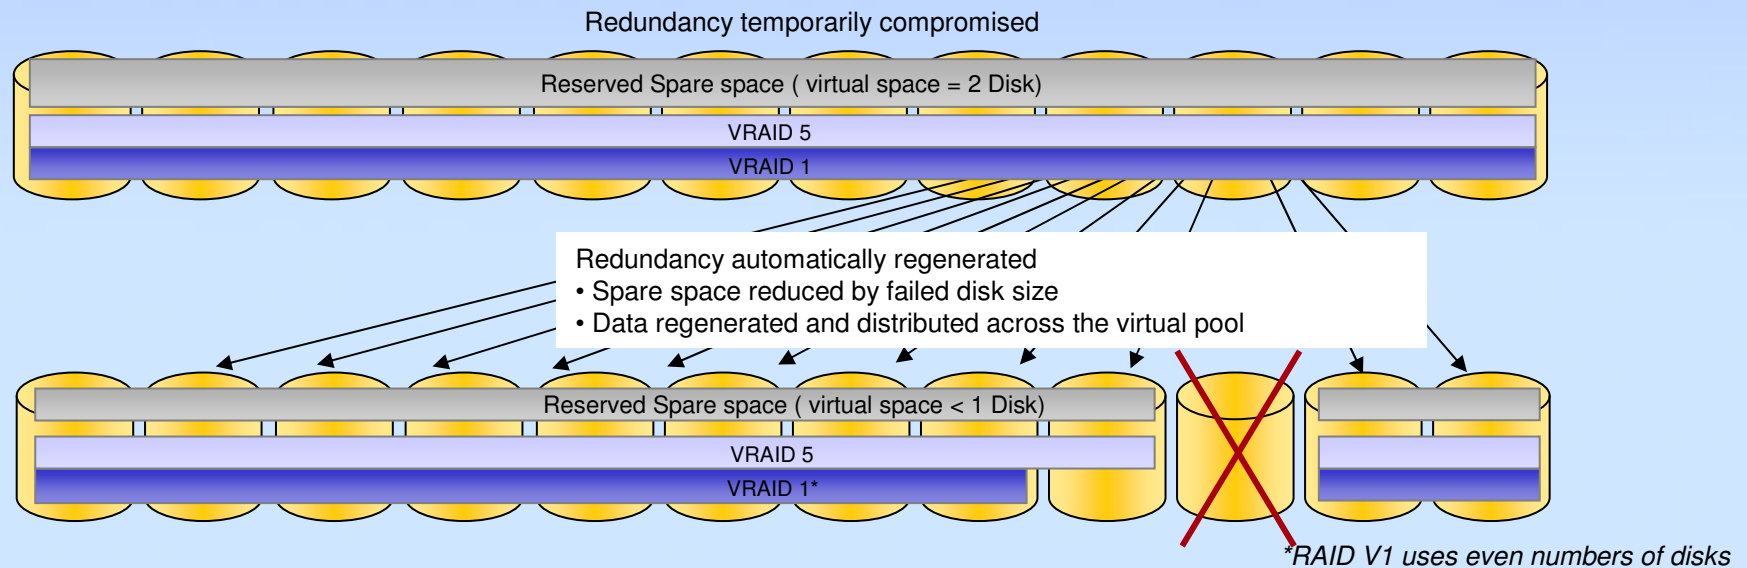 Redundancy temporarily compromised
Reserved Spare space ( virtual space = 2 Disk)
VRAID 5
VRAID 1
Redundancy automatically regenerated
• Spare space reduced by failed disk size
• Data regenerated and distributed across the virtual pool
Reserved Spare space ( virtual space < 1 Disk)
VRAID 5
VRAID 1*
*RAID V1 uses even numbers of disks